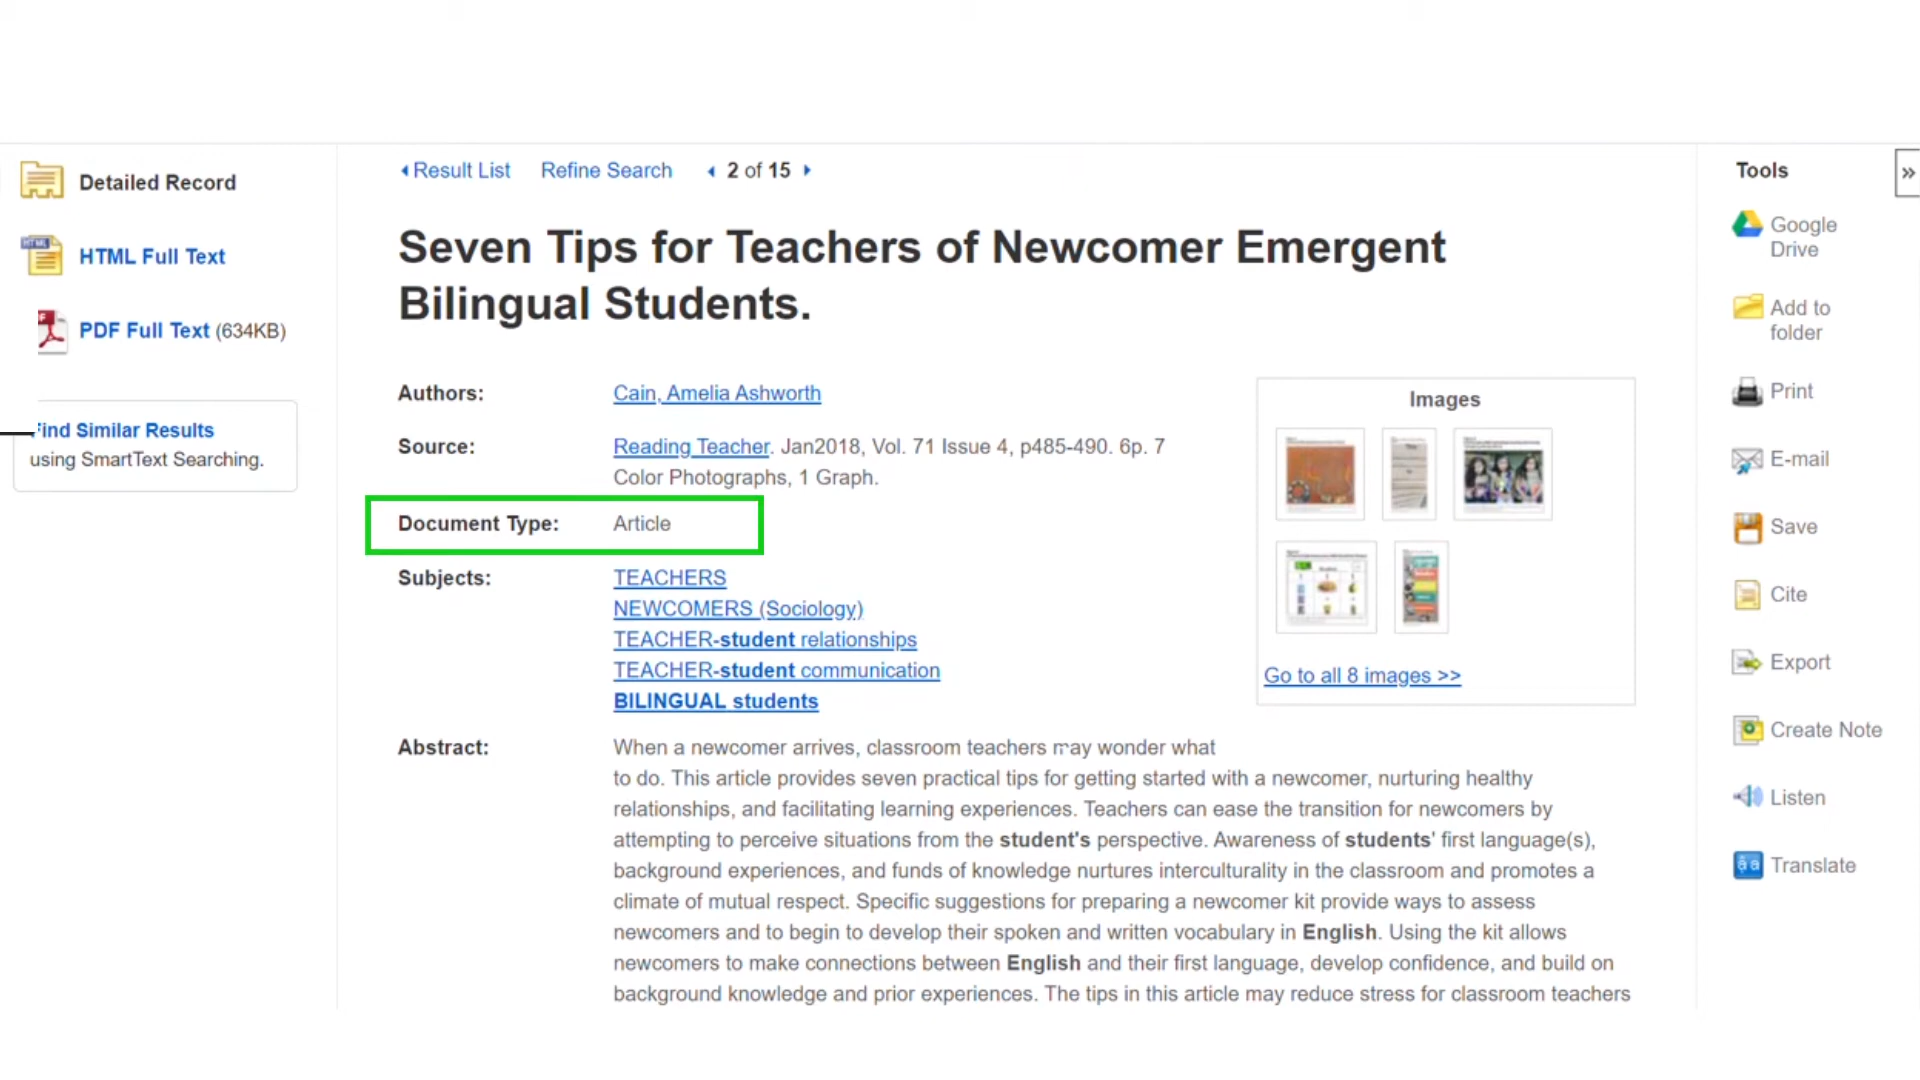 Detailed Record
HTML Full Text
PDF Full Text (634KB)
Find Similar Results
using SmartText Searching.
Result List Refine Search 2 of 15
Seven Tips for Teachers of Newcomer Emergent
Bilingual Students.
Authors: Cain, Amelia Ashworth
Source: Reading Teacher. Jan2018, Vol. 71 Issue 4, p485-490. 6p. 7
Color Photographs, 1 Graph.
Document Type: Article
Subjects: TEACHERS
NEWCOMERS (Sociology)
TEACHER-student relationships
TEACHER-student communication
BILINGUAL students
Abstract: When a newcomer arrives, classroom teachers may wonder what
to do. This article provides seven practical tips for getting started with a newcomer, nurturing healthy
relationships, and facilitating learning experiences. Teachers can ease the transition for newcomers by
attempting to perceive situations from the student's perspective. Awareness of students' first language(s),
background experiences, and funds of knowledge nurtures interculturality in the classroom and promotes a
climate of mutual respect. Specific suggestions for preparing a newcomer kit provide ways to assess
newcomers and to begin to develop their spoken and written vocabulary in English. Using the kit allows
newcomers to make connections between English and their first language, develop confidence, and build on
background knowledge and prior experiences. The tips in this article may reduce stress for classroom teachers
Images
Go to all 8 images >>
Tools
»
Google
Drive
Add to
folder
Print
E-mail
Save
Cite
Export
Create Note
Listen
Translate